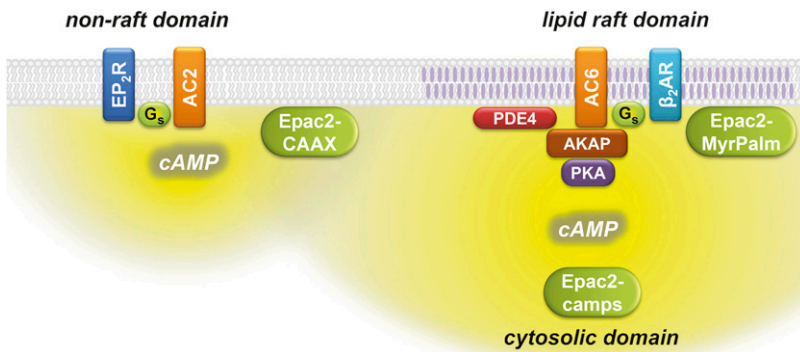 non-raft domain
lipid raft domain
EP₂R
Gₛ
AC2
Epac2-
CAAX
cAMP
PDE4
AC6
Gₛ
β₂AR
AKAP
PKA
Epac2-
MyrPalm
cAMP
Epac2-
camps
cytosolic domain